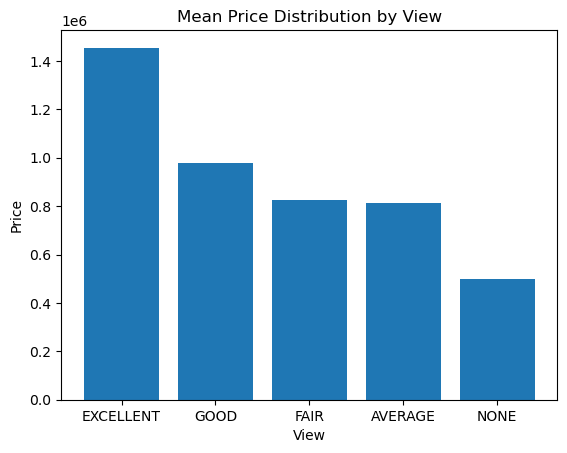 Mean Price Distribution by View
1e6
1.4
1.2
1.0
0.8
0.6
0.4
0.2
0.0
Price
EXCELLENT GOOD FAIR AVERAGE NONE
View